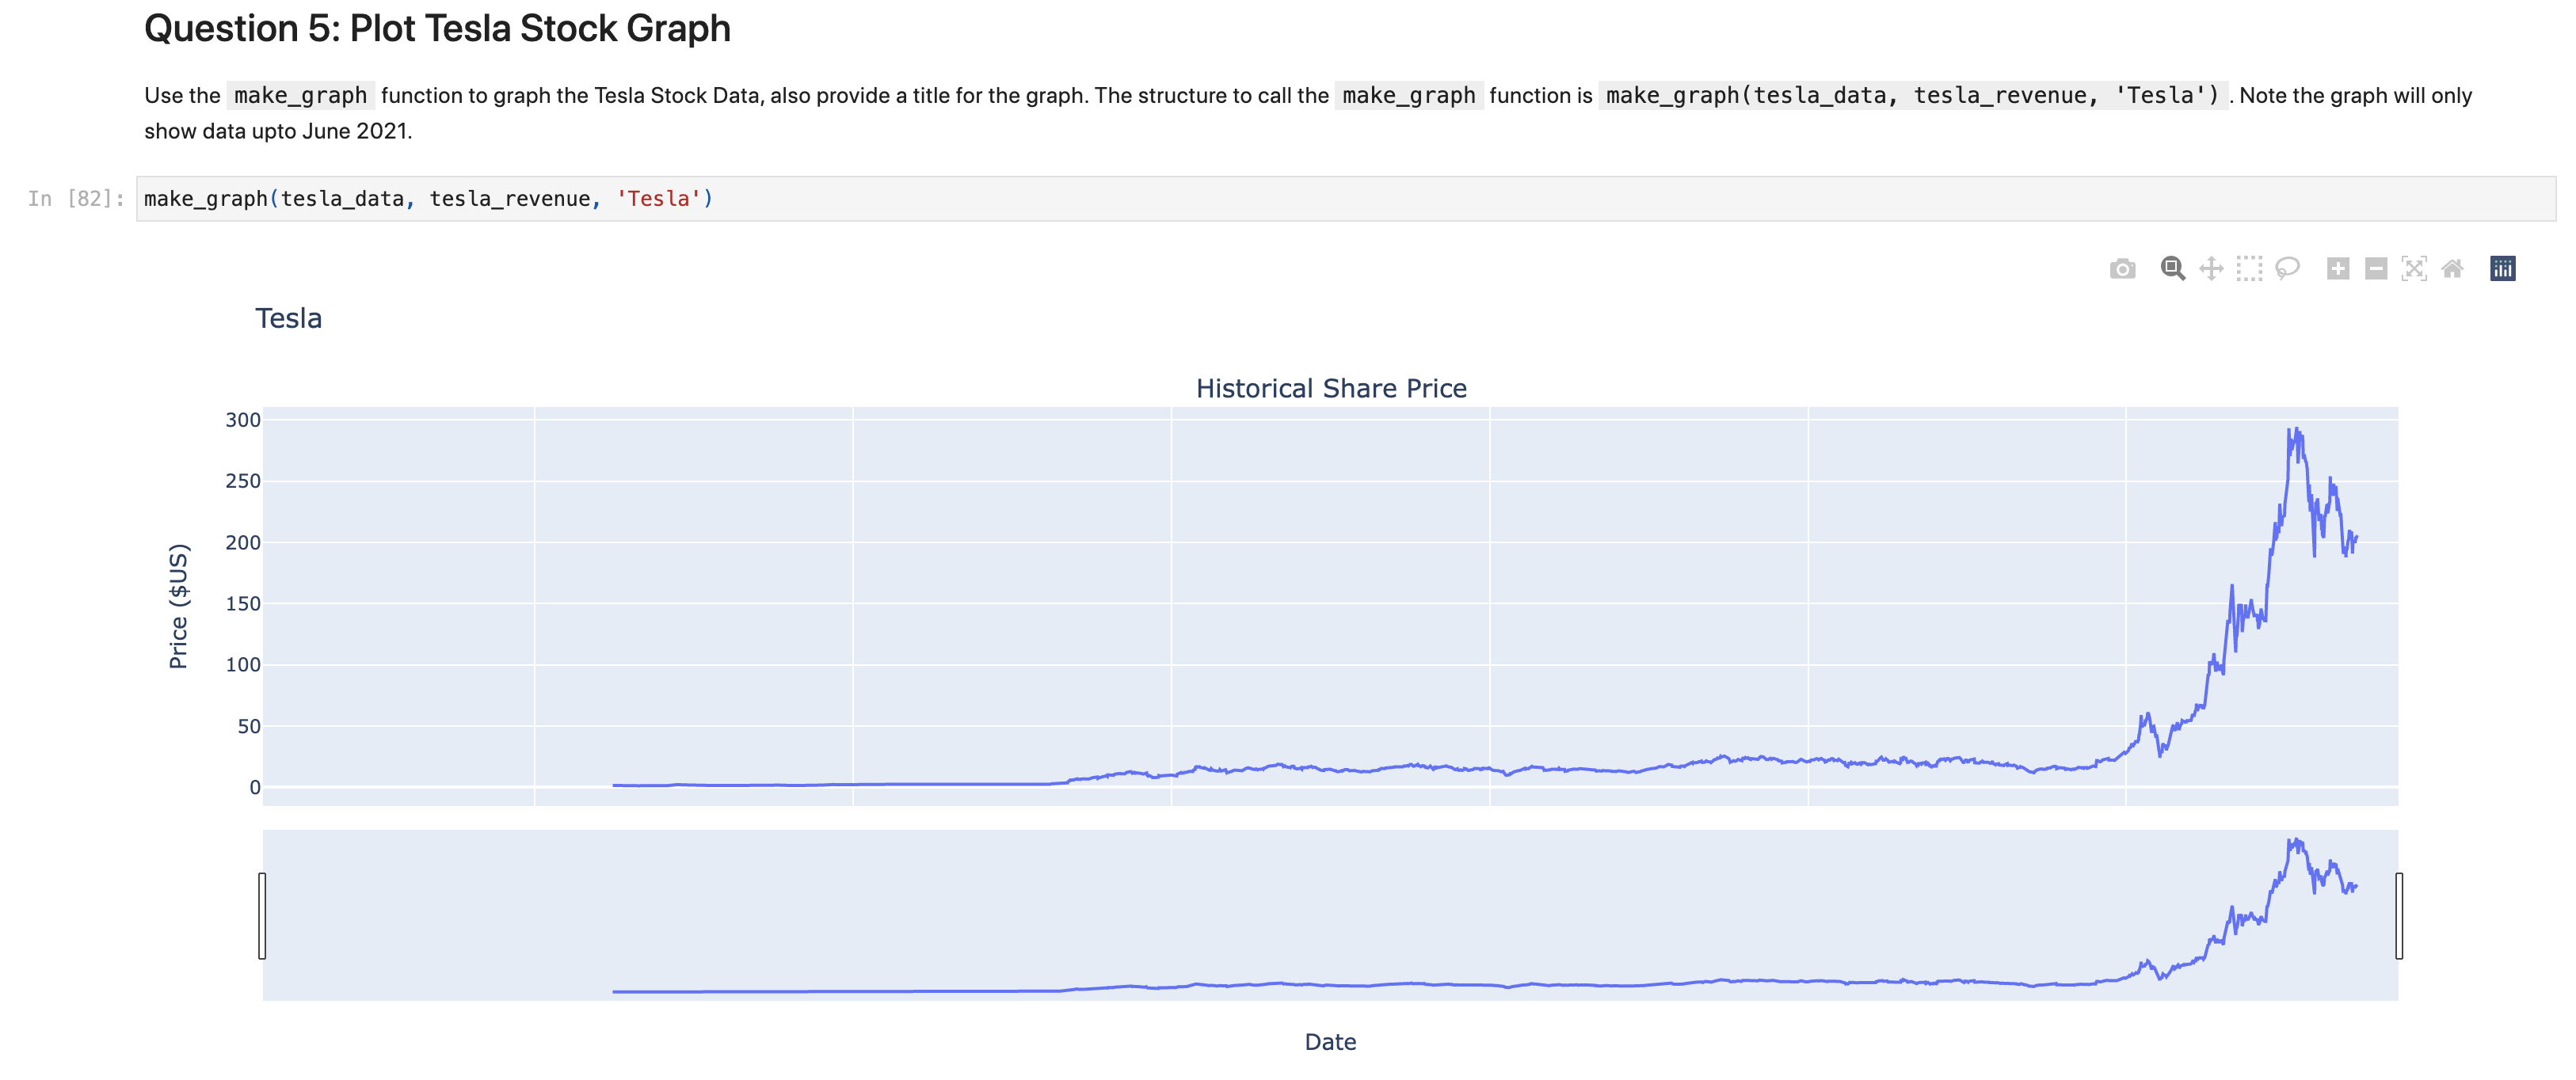 Question 5: Plot Tesla Stock Graph
Use the make_graph function to graph the Tesla Stock Data, also provide a title for the graph. The structure to call the make_graph function is make_graph(tesla_data, tesla_revenue, 'Tesla') . Note the graph will only
show data upto June 2021.
In [82]: make_graph(tesla_data, tesla_revenue, 'Tesla')
Tesla
Historical Share Price
300
250
200
150
100
50
0
Price ($US)
Date